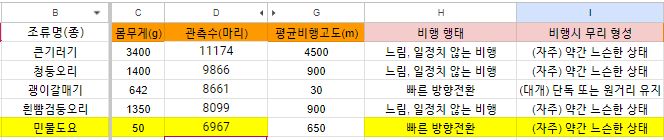 B C D G H I
조류명(종) 몸무게(g) 관측수(마리) 평균비행고도(m) 비행 행태 비행시 무리 형성
큰기러기 3400 11174 4500 느림, 일정치 않는 비행 (자주) 약간 느슨한 상태
청둥오리 1400 9866 900 느림, 일정치 않는 비행 (자주) 약간 느슨한 상태
괭이갈매기 642 8661 30 빠른 방향전환 (대개) 단독 또는 원거리 유지
흰뺨검둥오리 1350 8099 900 느림, 일정치 않는 비행 (자주) 약간 느슨한 상태
민물도요 50 6967 650 빠른 방향전환 (자주) 약간 느슨한 상태